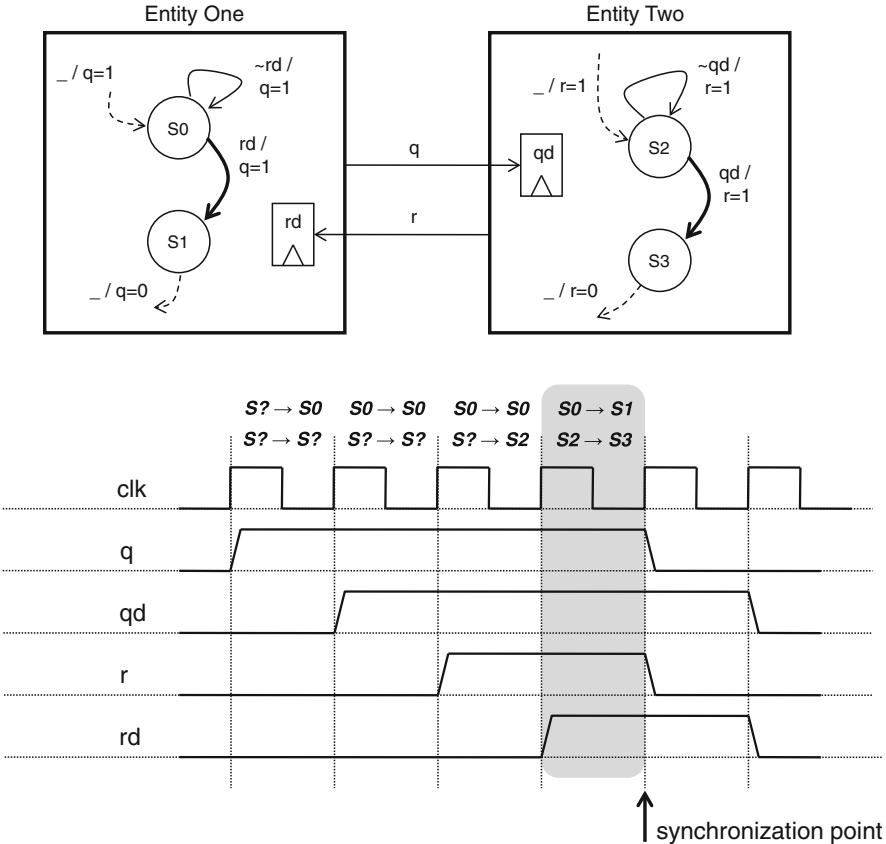 Entity One
Entity Two
_ / q=1
~rd /
q=1
S0
rd /
q=1
S1
rd
_ / q=0
q
r
_ / r=1
~qd /
r=1
qd
S2
qd /
r=1
S3
_ / r=0
S? → S0 S0 → S0 S0 → S0 S0 → S1
S? → S? S? → S? S? → S2 S2 → S3
clk
q
qd
r
rd
synchronization point